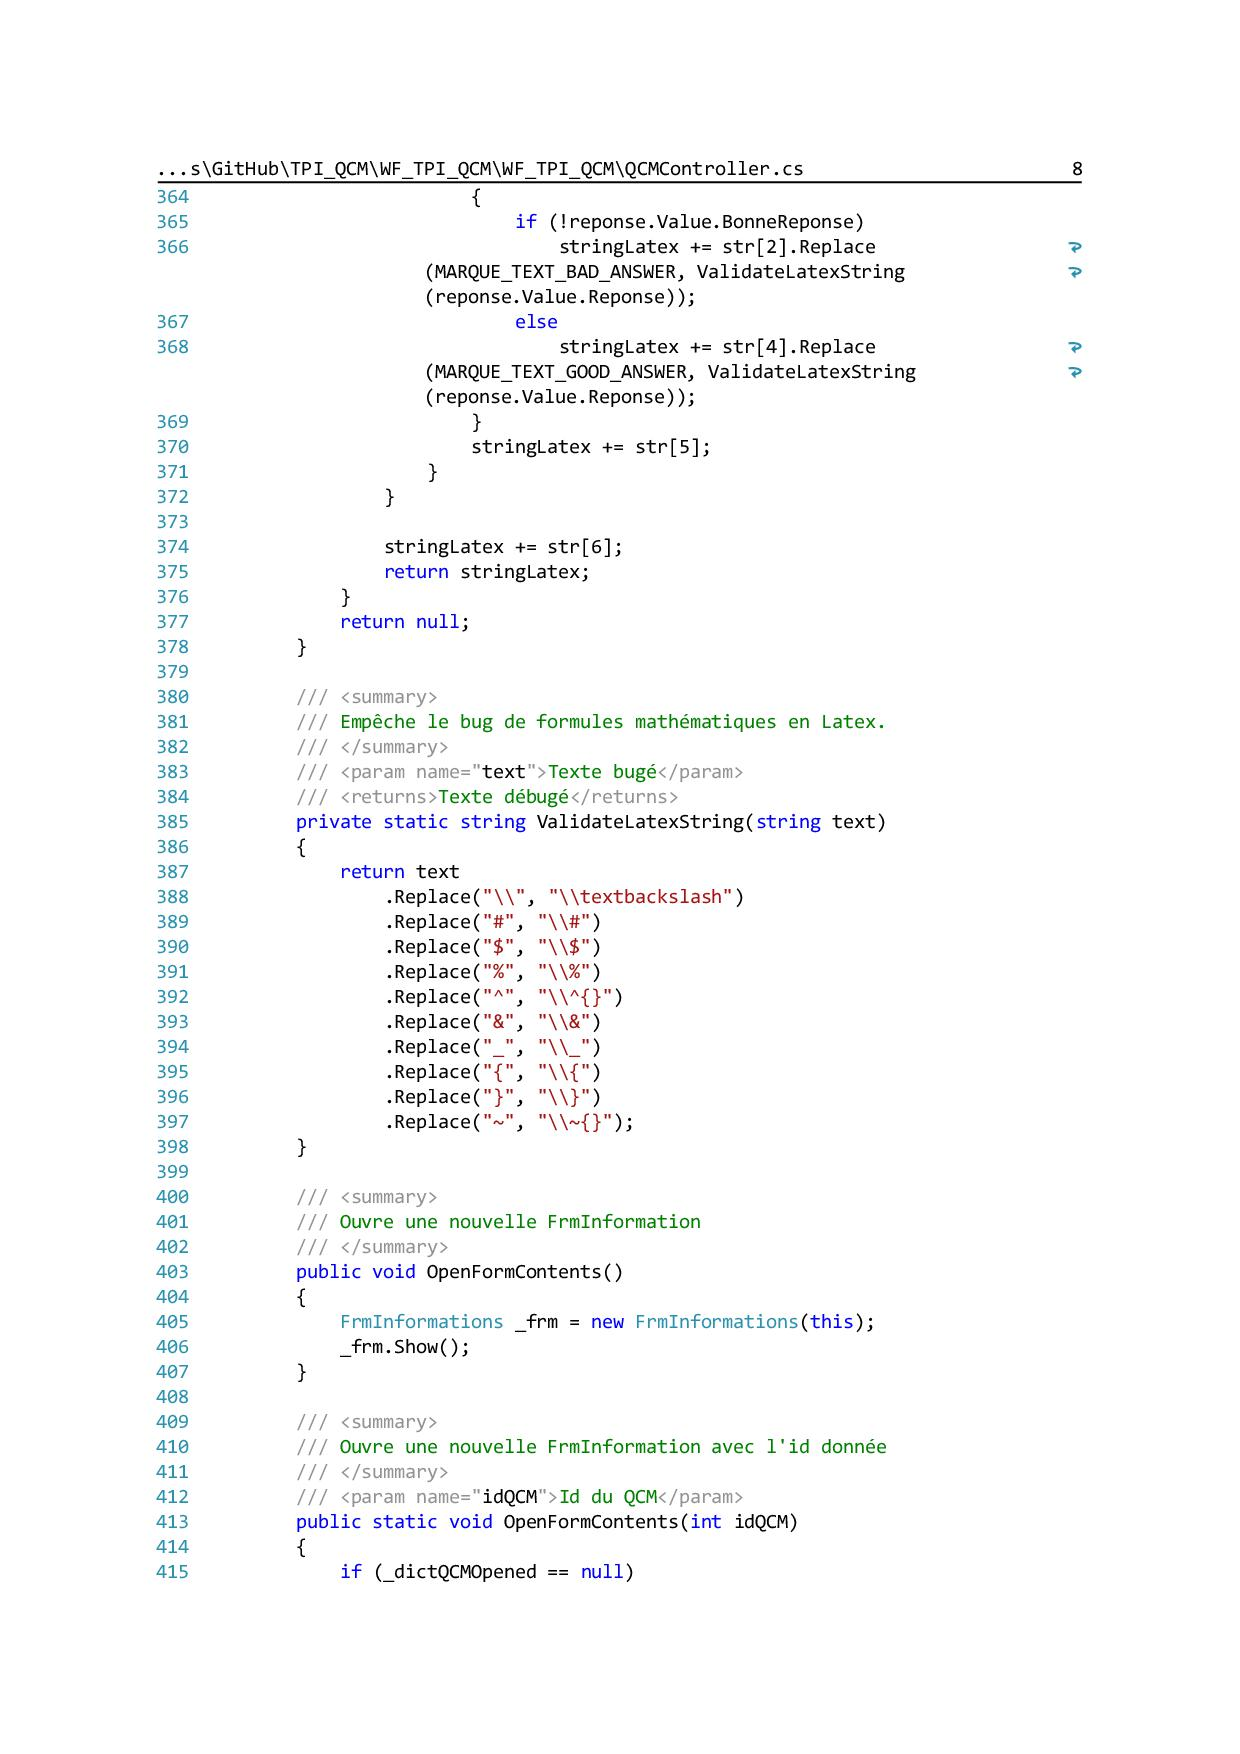 ...s\GitHub\TPI_QCM\WF_TPI_QCM\WF_TPI_QCM\QCMController.cs 8
364 {
365 if (!reponse.Value.BonneReponse)
366 stringLatex += str[2].Replace
(MARQUE_TEXT_BAD_ANSWER, ValidateLatexString
(reponse.Value.Reponse));
367 else
368 stringLatex += str[4].Replace
(MARQUE_TEXT_GOOD_ANSWER, ValidateLatexString
(reponse.Value.Reponse));
369 }
370 stringLatex += str[5];
371 }
372 }
373
374 stringLatex += str[6];
375 return stringLatex;
376 }
377 return null;
378 }
379
380 /// <summary>
381 /// Empêche le bug de formules mathématiques en Latex.
382 /// </summary>
383 /// <param name="text">Texte bugé</param>
384 /// <returns>Texte débugé</returns>
385 private static string ValidateLatexString(string text)
386 {
387 return text
388 .Replace("\\", "\\textbackslash")
389 .Replace("#", "\\#")
390 .Replace("$", "\\$")
391 .Replace("%", "\\%")
392 .Replace("^", "\\^{}")
393 .Replace("&", "\\&")
394 .Replace("_", "\\_")
395 .Replace("{", "\\{")
396 .Replace("}", "\\}")
397 .Replace("~", "\\~{}");
398 }
399
400 /// <summary>
401 /// Ouvre une nouvelle FrmInformation
402 /// </summary>
403 public void OpenFormContents()
404 {
405 FrmInformations _frm = new FrmInformations(this);
406 _frm.Show();
407 }
408
409 /// <summary>
410 /// Ouvre une nouvelle FrmInformation avec l'id donnée
411 /// </summary>
412 /// <param name="idQCM">Id du QCM</param>
413 public static void OpenFormContents(int idQCM)
414 {
415 if (_dictQCMOpened == null)